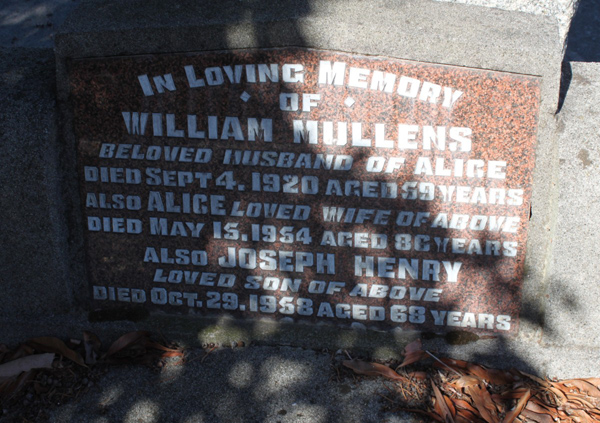 IN LOVING MEMORY
OF
WILLIAM MULLENS
BELOVED HUSBAND OF ALICE
DIED SEPT 4. 1920 AGED 59 YEARS
ALSO ALICE LOVED WIFE OF ABOVE
DIED MAY 15. 1954 AGED YEARS
ALSO JOSEPH HENRY
LOVED SON OF ABOVE
DIED OCT. 29. 1958 AGED 68 YEARS